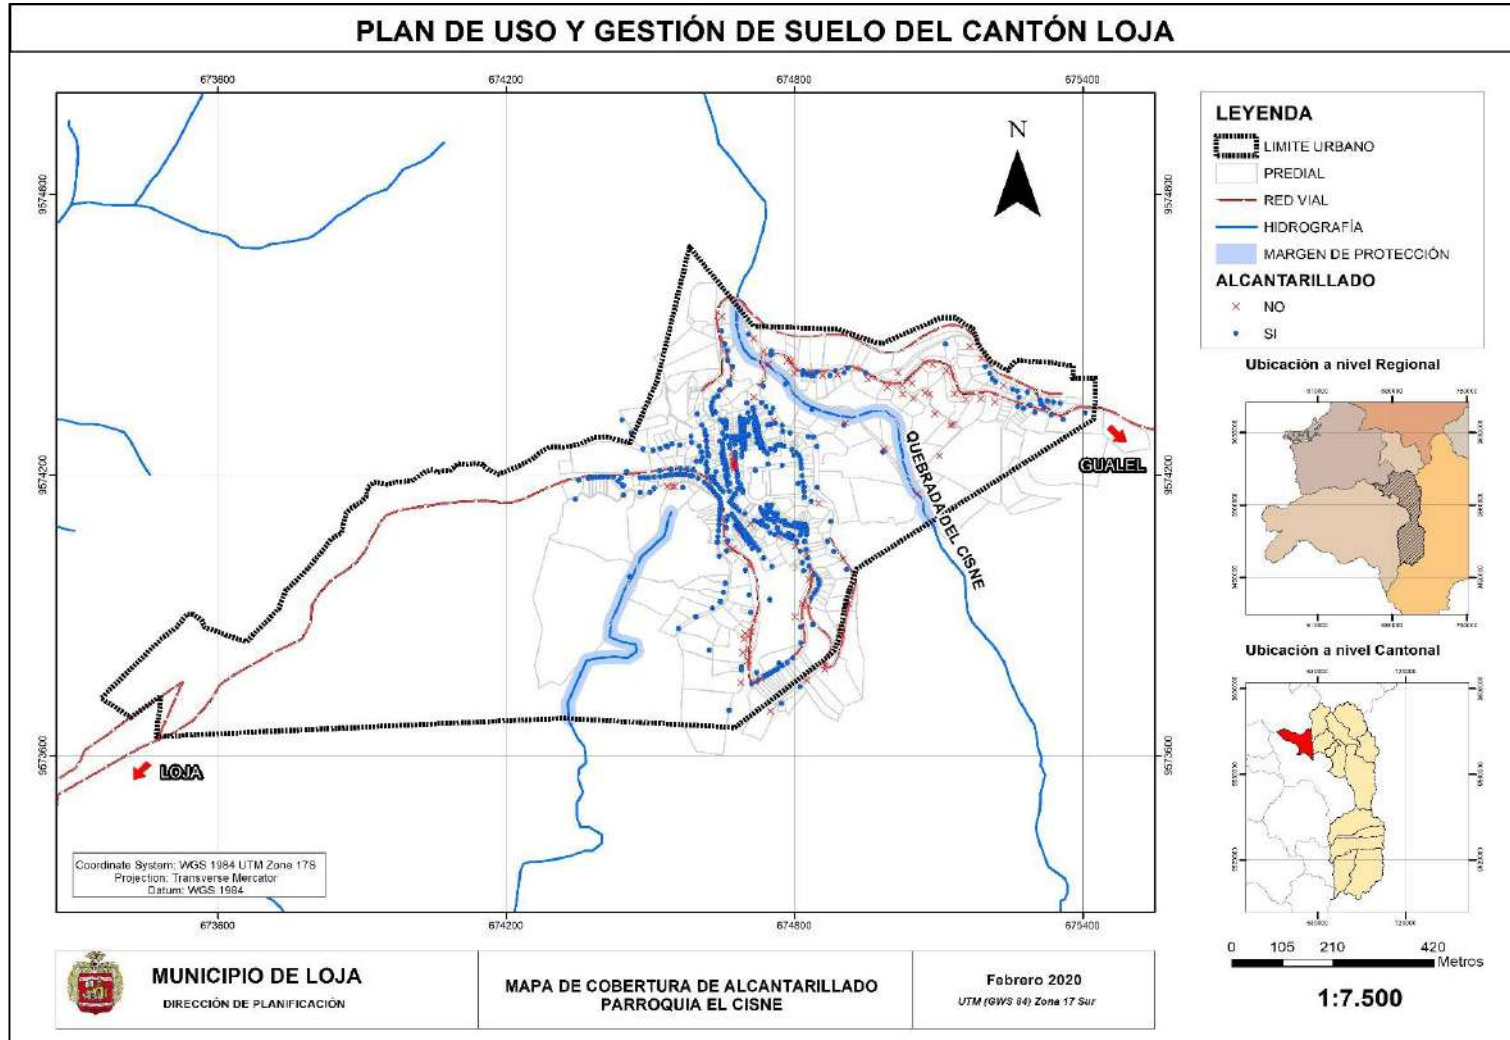 PLAN DE USO Y GESTIÓN DE SUELO DEL CANTÓN LOJA
673600 674200 674800 675400
N
9574800 9574800
9574200 9574200
9573600 9573600
QUEBRADA DEL CISNE
GUALEL
LOJA
Coordinate System: WGS 1984 UTM Zone 17S
Projection: Transverse Mercator
Datum: WGS 1984
673600 674200 674800 675400
LEYENDA
LIMITE URBANO
PREDIAL
RED VIAL
HIDROGRAFÍA
MARGEN DE PROTECCIÓN
ALCANTARILLADO
NO
SI
Ubicación a nivel Regional
Ubicación a nivel Cantonal
0 105 210 420
Metros
1:7.500
MUNICIPIO DE LOJA
DIRECCIÓN DE PLANIFICACIÓN
MAPA DE COBERTURA DE ALCANTARILLADO
PARROQUIA EL CISNE
Febrero 2020
UTM (GWS 84) Zona 17 Sur